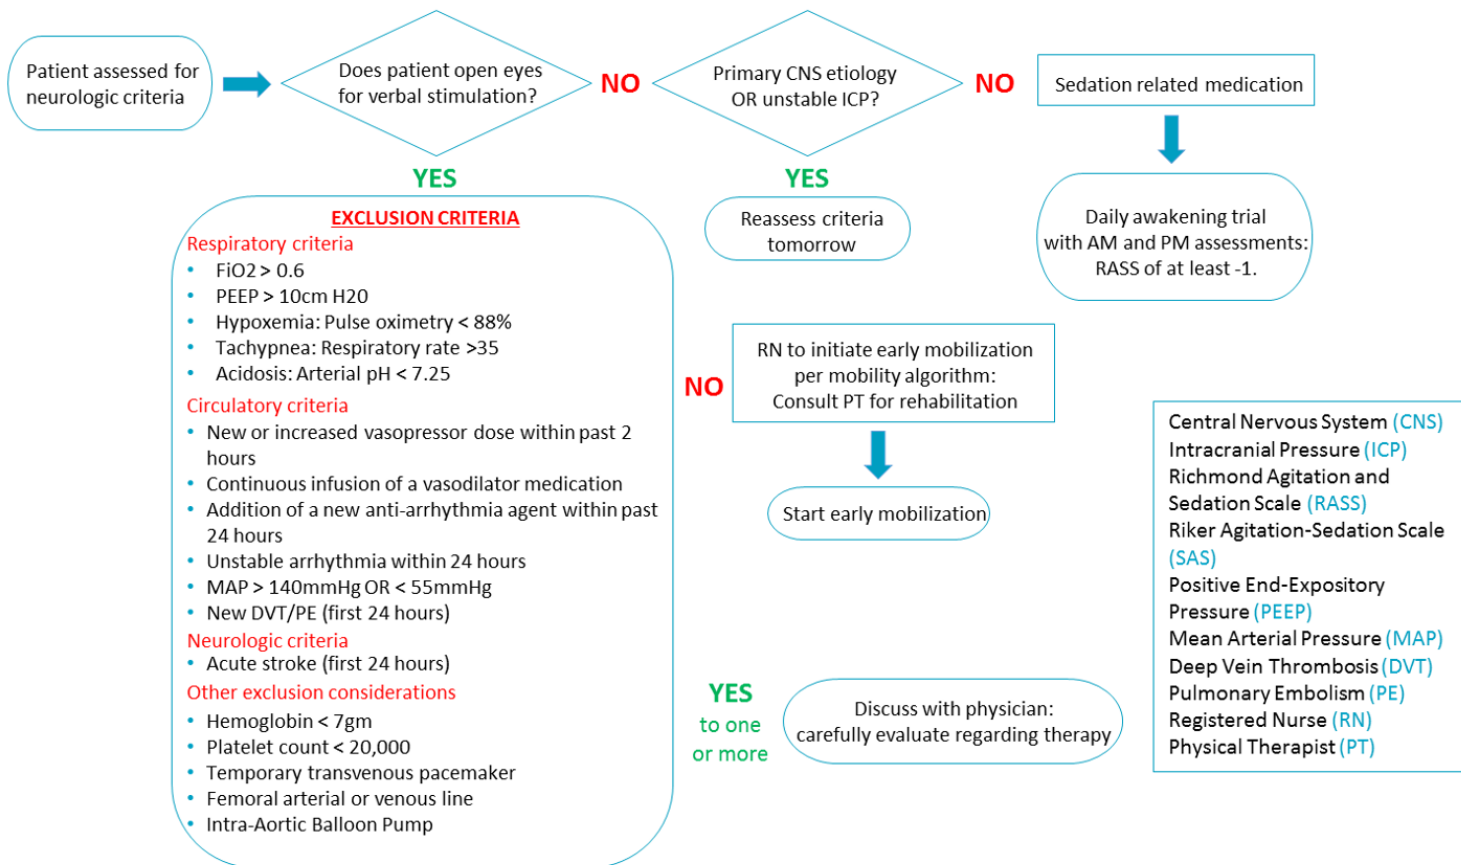 Patient assessed for
neurologic criteria
Does patient open eyes
for verbal stimulation?
NO
Primary CNS etiology
OR unstable ICP?
NO
Sedation related medication
YES
YES
Reassess criteria
tomorrow
Daily awakening trial
with AM and PM assessments:
RASS of at least -1.
EXCLUSION CRITERIA
Respiratory criteria
• FiO2 > 0.6
• PEEP > 10cm H20
• Hypoxemia: Pulse oximetry < 88%
• Tachypnea: Respiratory rate >35
• Acidosis: Arterial pH < 7.25
Circulatory criteria
• New or increased vasopressor dose within past 2
hours
• Continuous infusion of a vasodilator medication
• Addition of a new anti-arrhythmia agent within past
24 hours
• Unstable arrhythmia within 24 hours
• MAP > 140mmHg OR < 55mmHg
• New DVT/PE (first 24 hours)
Neurologic criteria
• Acute stroke (first 24 hours)
Other exclusion considerations
• Hemoglobin < 7gm
• Platelet count < 20,000
• Temporary transvenous pacemaker
• Femoral arterial or venous line
• Intra-Aortic Balloon Pump
NO
RN to initiate early mobilization
per mobility algorithm:
Consult PT for rehabilitation
Start early mobilization
YES
to one
or more
Discuss with physician:
carefully evaluate regarding therapy
Central Nervous System (CNS)
Intracranial Pressure (ICP)
Richmond Agitation and
Sedation Scale (RASS)
Riker Agitation-Sedation Scale
(SAS)
Positive End-Expository
Pressure (PEEP)
Mean Arterial Pressure (MAP)
Deep Vein Thrombosis (DVT)
Pulmonary Embolism (PE)
Registered Nurse (RN)
Physical Therapist (PT)